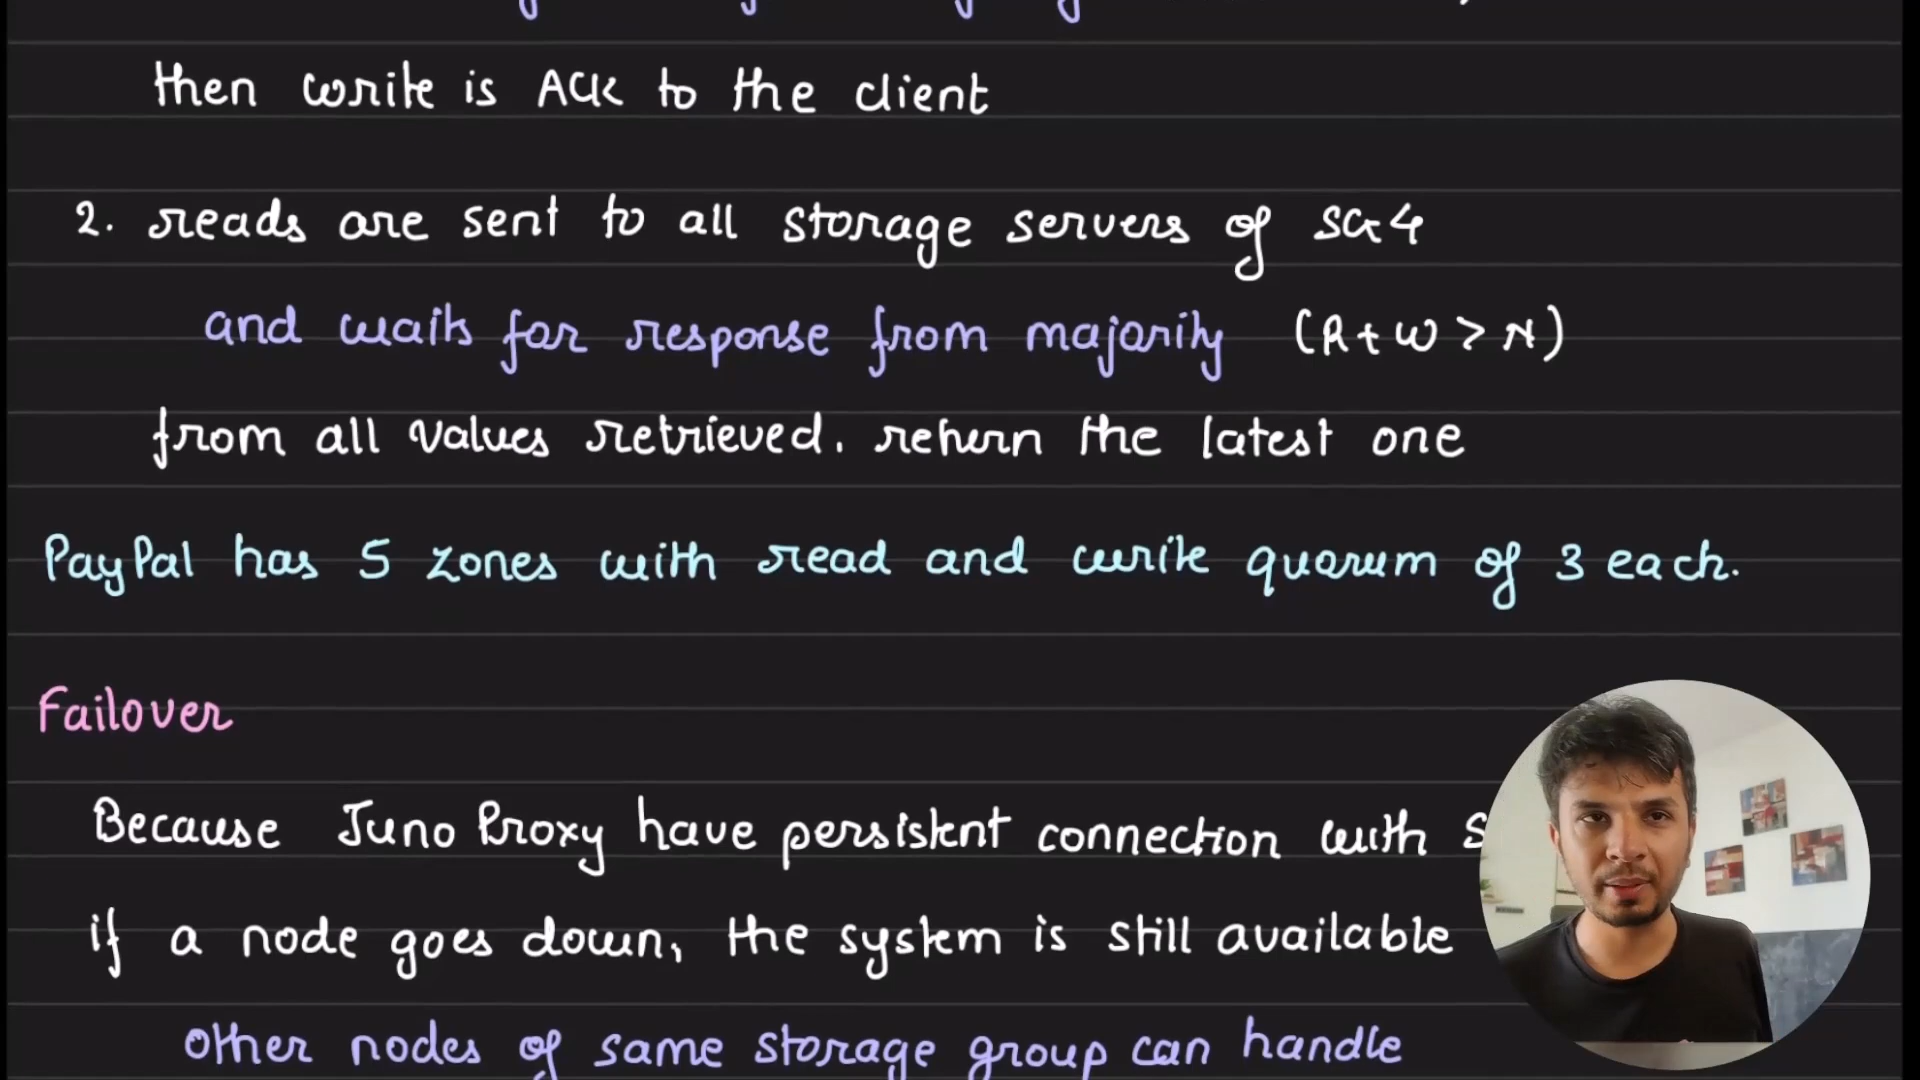 then write is ACK to the client
2. reads are sent to all storage servers of SG4
and waits for response from majority (R+W > N)
from all values retrieved. return the latest one
PayPal has 5 zones with read and write quorum of 3 each.
Failover
Because Juno Proxy have persistent connection with S
if a node goes down, the system is still available
Other nodes of same storage group can handle